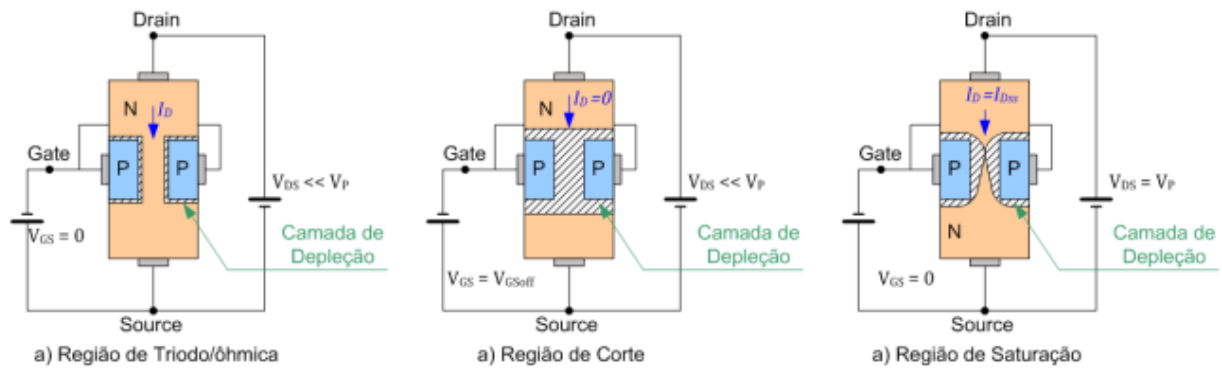 Drain
N
I_D
Gate
P
P
V_DS << V_P
V_GS = 0
Camada de
Depleção
Source
a) Região de Triodo/ôhmica
Drain
N
I_D=0
Gate
P
P
V_DS << V_P
Camada de
Depleção
V_GS = V_GSoff
Source
a) Região de Corte
Drain
I_D=I_Dss
Gate
P
P
V_DS = V_P
N
Camada de
Depleção
V_GS = 0
Source
a) Região de Saturação